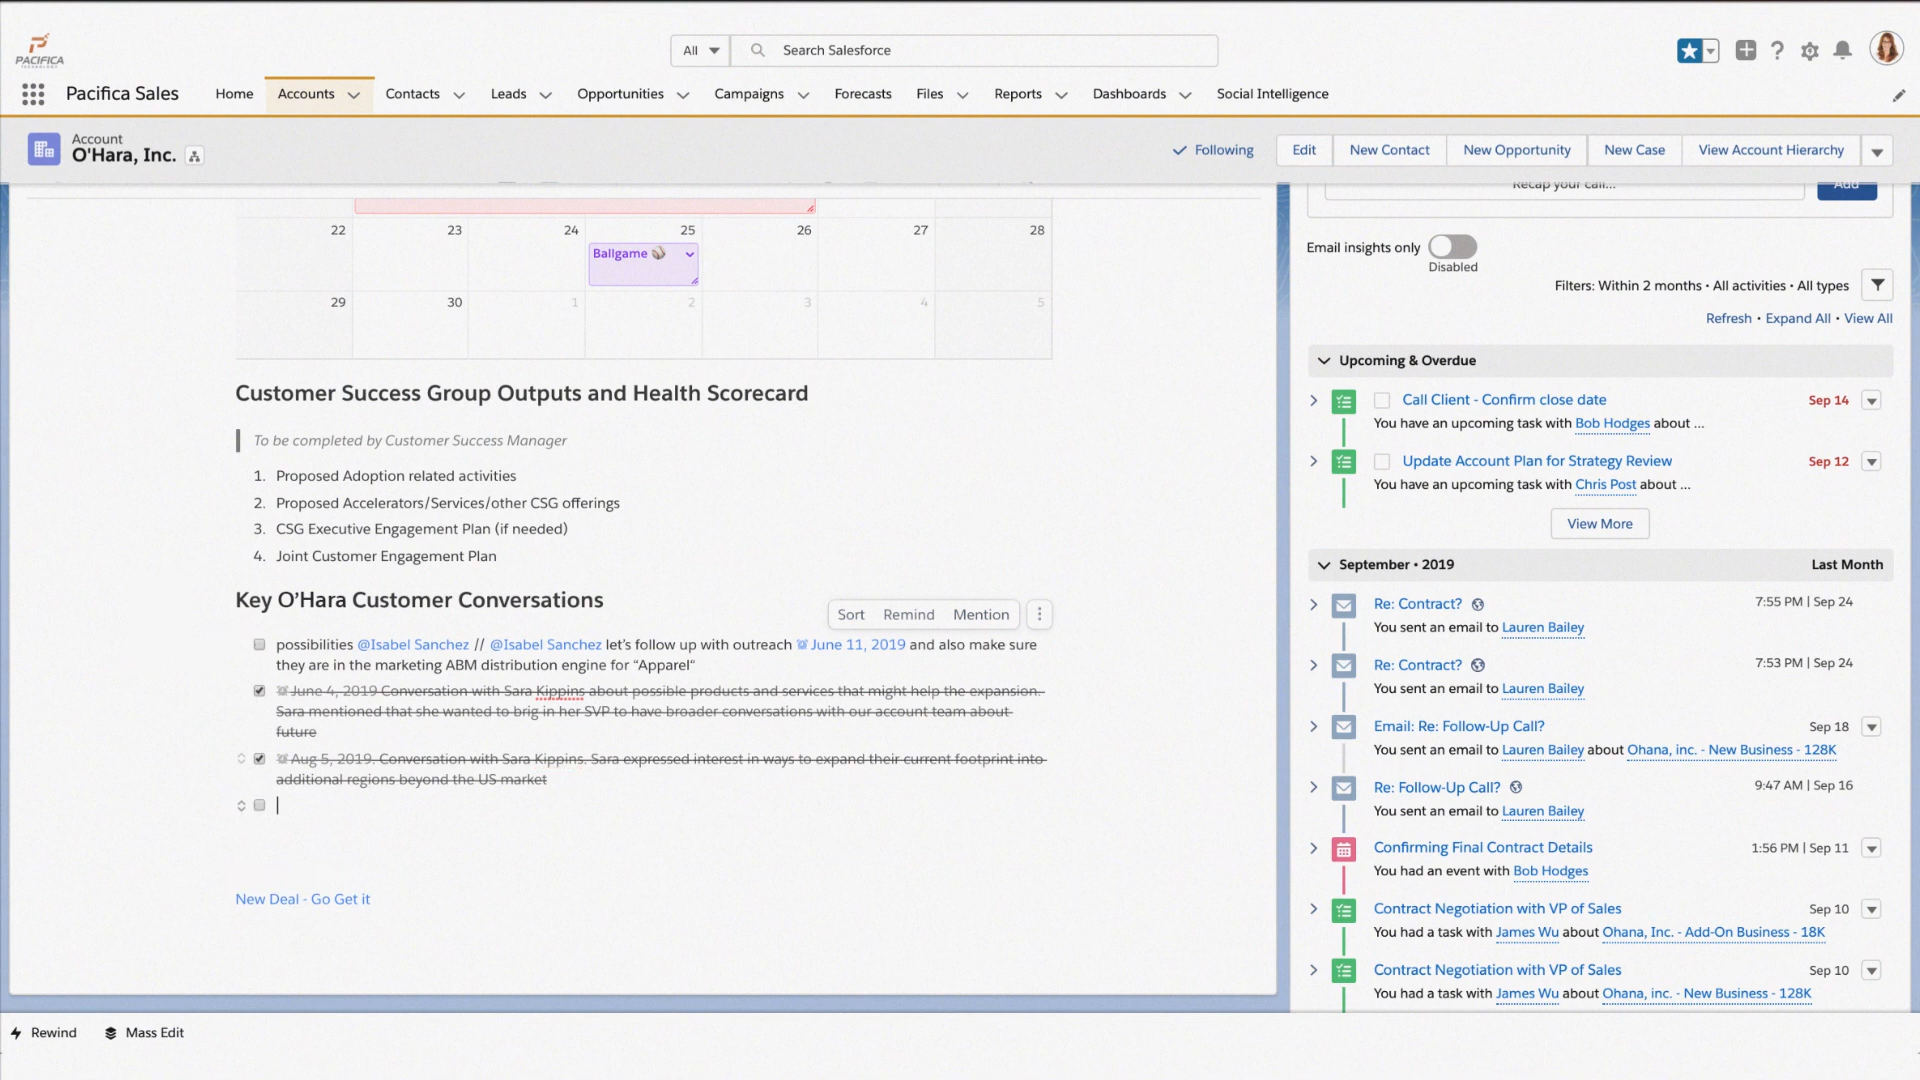 PACIFICA
All
Search Salesforce
Pacifica Sales
Home
Accounts
Contacts
Leads
Opportunities
Campaigns
Forecasts
Files
Reports
Dashboards
Social Intelligence
Account
O'Hara, Inc.
Following
Edit
New Contact
New Opportunity
New Case
View Account Hierarchy
22 23 24 25 26 27 28
Ballgame
29 30 1 2 3 4 5
Customer Success Group Outputs and Health Scorecard
To be completed by Customer Success Manager
1. Proposed Adoption related activities
2. Proposed Accelerators/Services/other CSG offerings
3. CSG Executive Engagement Plan (if needed)
4. Joint Customer Engagement Plan
Key O’Hara Customer Conversations
Sort Remind Mention
possibilities @Isabel Sanchez // @Isabel Sanchez let’s follow up with outreach June 11, 2019 and also make sure
they are in the marketing ABM distribution engine for “Apparel“
June 4, 2019 Conversation with Sara Kippins about possible products and services that might help the expansion.
Sara mentioned that she wanted to brig in her SVP to have broader conversations with our account team about
future
Aug 5, 2019. Conversation with Sara Kippins. Sara expressed interest in ways to expand their current footprint into
additional regions beyond the US market
New Deal - Go Get it
Recap your call...
Add
Email insights only
Disabled
Filters: Within 2 months • All activities • All types
Refresh • Expand All • View All
Upcoming & Overdue
Call Client - Confirm close date Sep 14
You have an upcoming task with Bob Hodges about ...
Update Account Plan for Strategy Review Sep 12
You have an upcoming task with Chris Post about ...
View More
September • 2019 Last Month
Re: Contract? 7:55 PM | Sep 24
You sent an email to Lauren Bailey
Re: Contract? 7:53 PM | Sep 24
You sent an email to Lauren Bailey
Email: Re: Follow-Up Call? Sep 18
You sent an email to Lauren Bailey about Ohana, inc. - New Business - 128K
Re: Follow-Up Call? 9:47 AM | Sep 16
You sent an email to Lauren Bailey
Confirming Final Contract Details 1:56 PM | Sep 11
You had an event with Bob Hodges
Contract Negotiation with VP of Sales Sep 10
You had a task with James Wu about Ohana, Inc. - Add-On Business - 18K
Contract Negotiation with VP of Sales Sep 10
You had a task with James Wu about Ohana, inc. - New Business - 128K
Rewind
Mass Edit